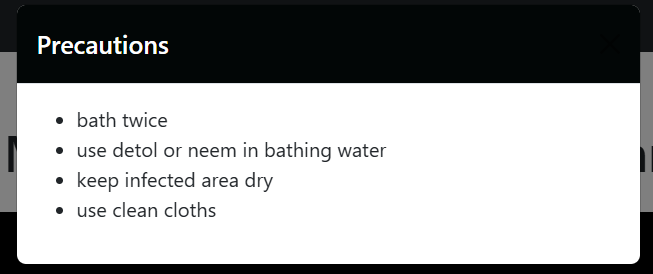 Precautions
bath twice
use detol or neem in bathing water
keep infected area dry
use clean cloths